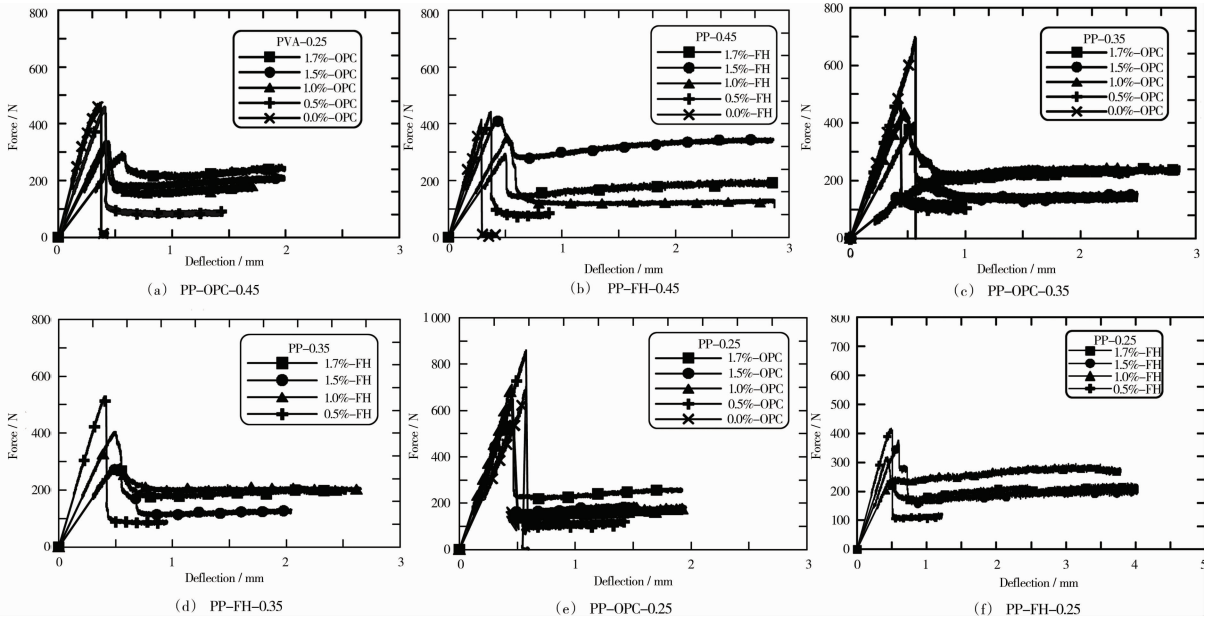 800
600
400
200
0
Force / N
0
1
2
3
Deflection / mm
PVA-0.25
1.7%-OPC
1.5%-OPC
1.0%-OPC
0.5%-OPC
0.0%-OPC
(a) PP-OPC-0.45
800
600
400
200
0
Force / N
0
1
2
3
Deflection / mm
PP-0.45
1.7%-FH
1.5%-FH
1.0%-FH
0.5%-FH
0.0%-FH
(b) PP-FH-0.45
800
600
400
200
0
Force / N
0
1
2
3
Deflection / mm
PP-0.35
1.7%-OPC
1.5%-OPC
1.0%-OPC
0.5%-OPC
0.0%-OPC
(c) PP-OPC-0.35
800
600
400
200
0
Force / N
0
1
2
3
Deflection / mm
PP-0.35
1.7%-FH
1.5%-FH
1.0%-FH
0.5%-FH
(d) PP-FH-0.35
1 000
800
600
400
200
0
Force / N
0
1
2
3
Deflection / mm
PP-0.25
1.7%-OPC
1.5%-OPC
1.0%-OPC
0.5%-OPC
0.0%-OPC
(e) PP-OPC-0.25
800
700
600
500
400
300
200
100
0
Force / N
0
1
2
3
4
5
Deflection / mm
PP-0.25
1.7%-FH
1.5%-FH
1.0%-FH
0.5%-FH
(f) PP-FH-0.25